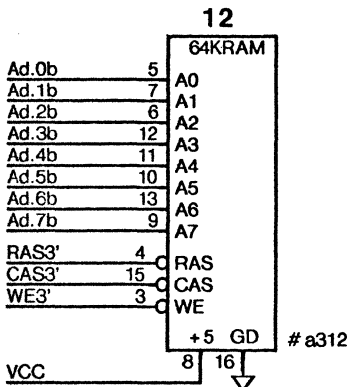 12
64KRAM
Ad.0b 5 A0
Ad.1b 7 A1
Ad.2b 6 A2
Ad.3b 12 A3
Ad.4b 11 A4
Ad.5b 10 A5
Ad.6b 13 A6
Ad.7b 9 A7
RAS3' 4 RAS
CAS3' 15 CAS
WE3' 3 WE
+5 GD # a312
8 16
VCC